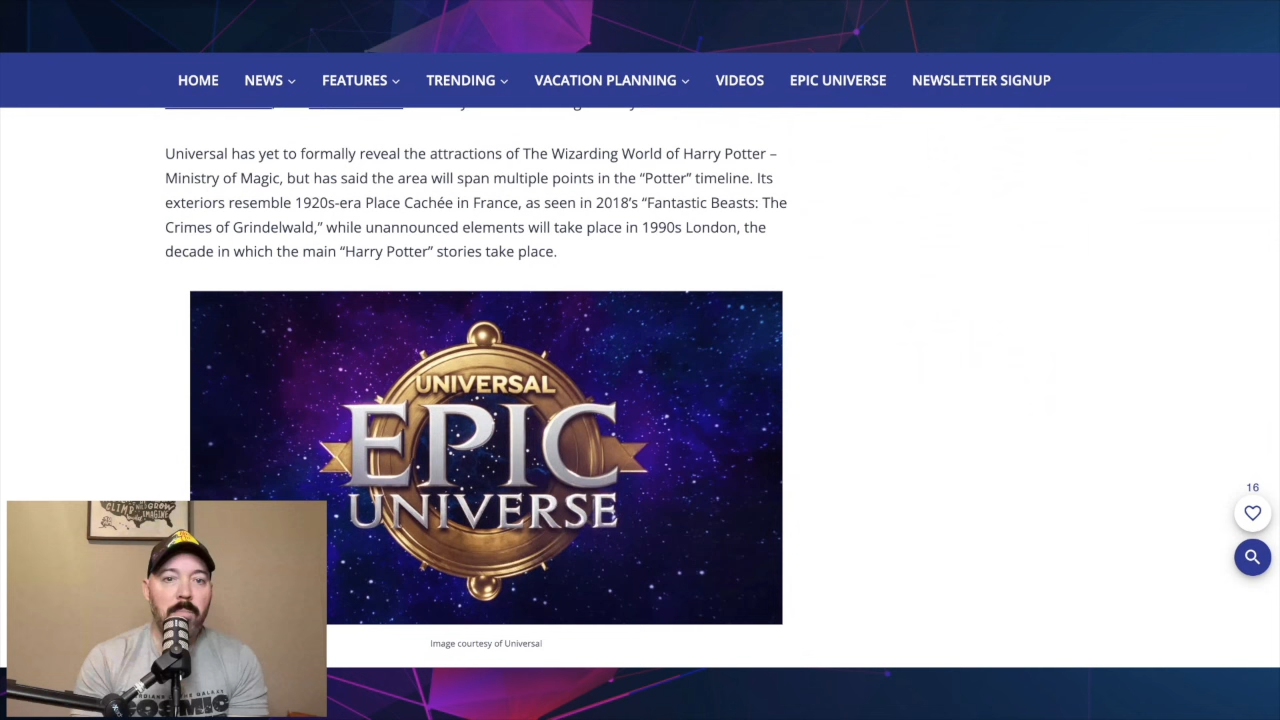 HOME NEWS FEATURES TRENDING VACATION PLANNING VIDEOS EPIC UNIVERSE NEWSLETTER SIGNUP
Universal has yet to formally reveal the attractions of The Wizarding World of Harry Potter –
Ministry of Magic, but has said the area will span multiple points in the “Potter” timeline. Its
exteriors resemble 1920s-era Place Cachée in France, as seen in 2018’s “Fantastic Beasts: The
Crimes of Grindelwald,” while unannounced elements will take place in 1990s London, the
decade in which the main “Harry Potter” stories take place.
UNIVERSAL
EPIC
UNIVERSE
Image courtesy of Universal
16
CLIMB
IMAGINE
COSMIC